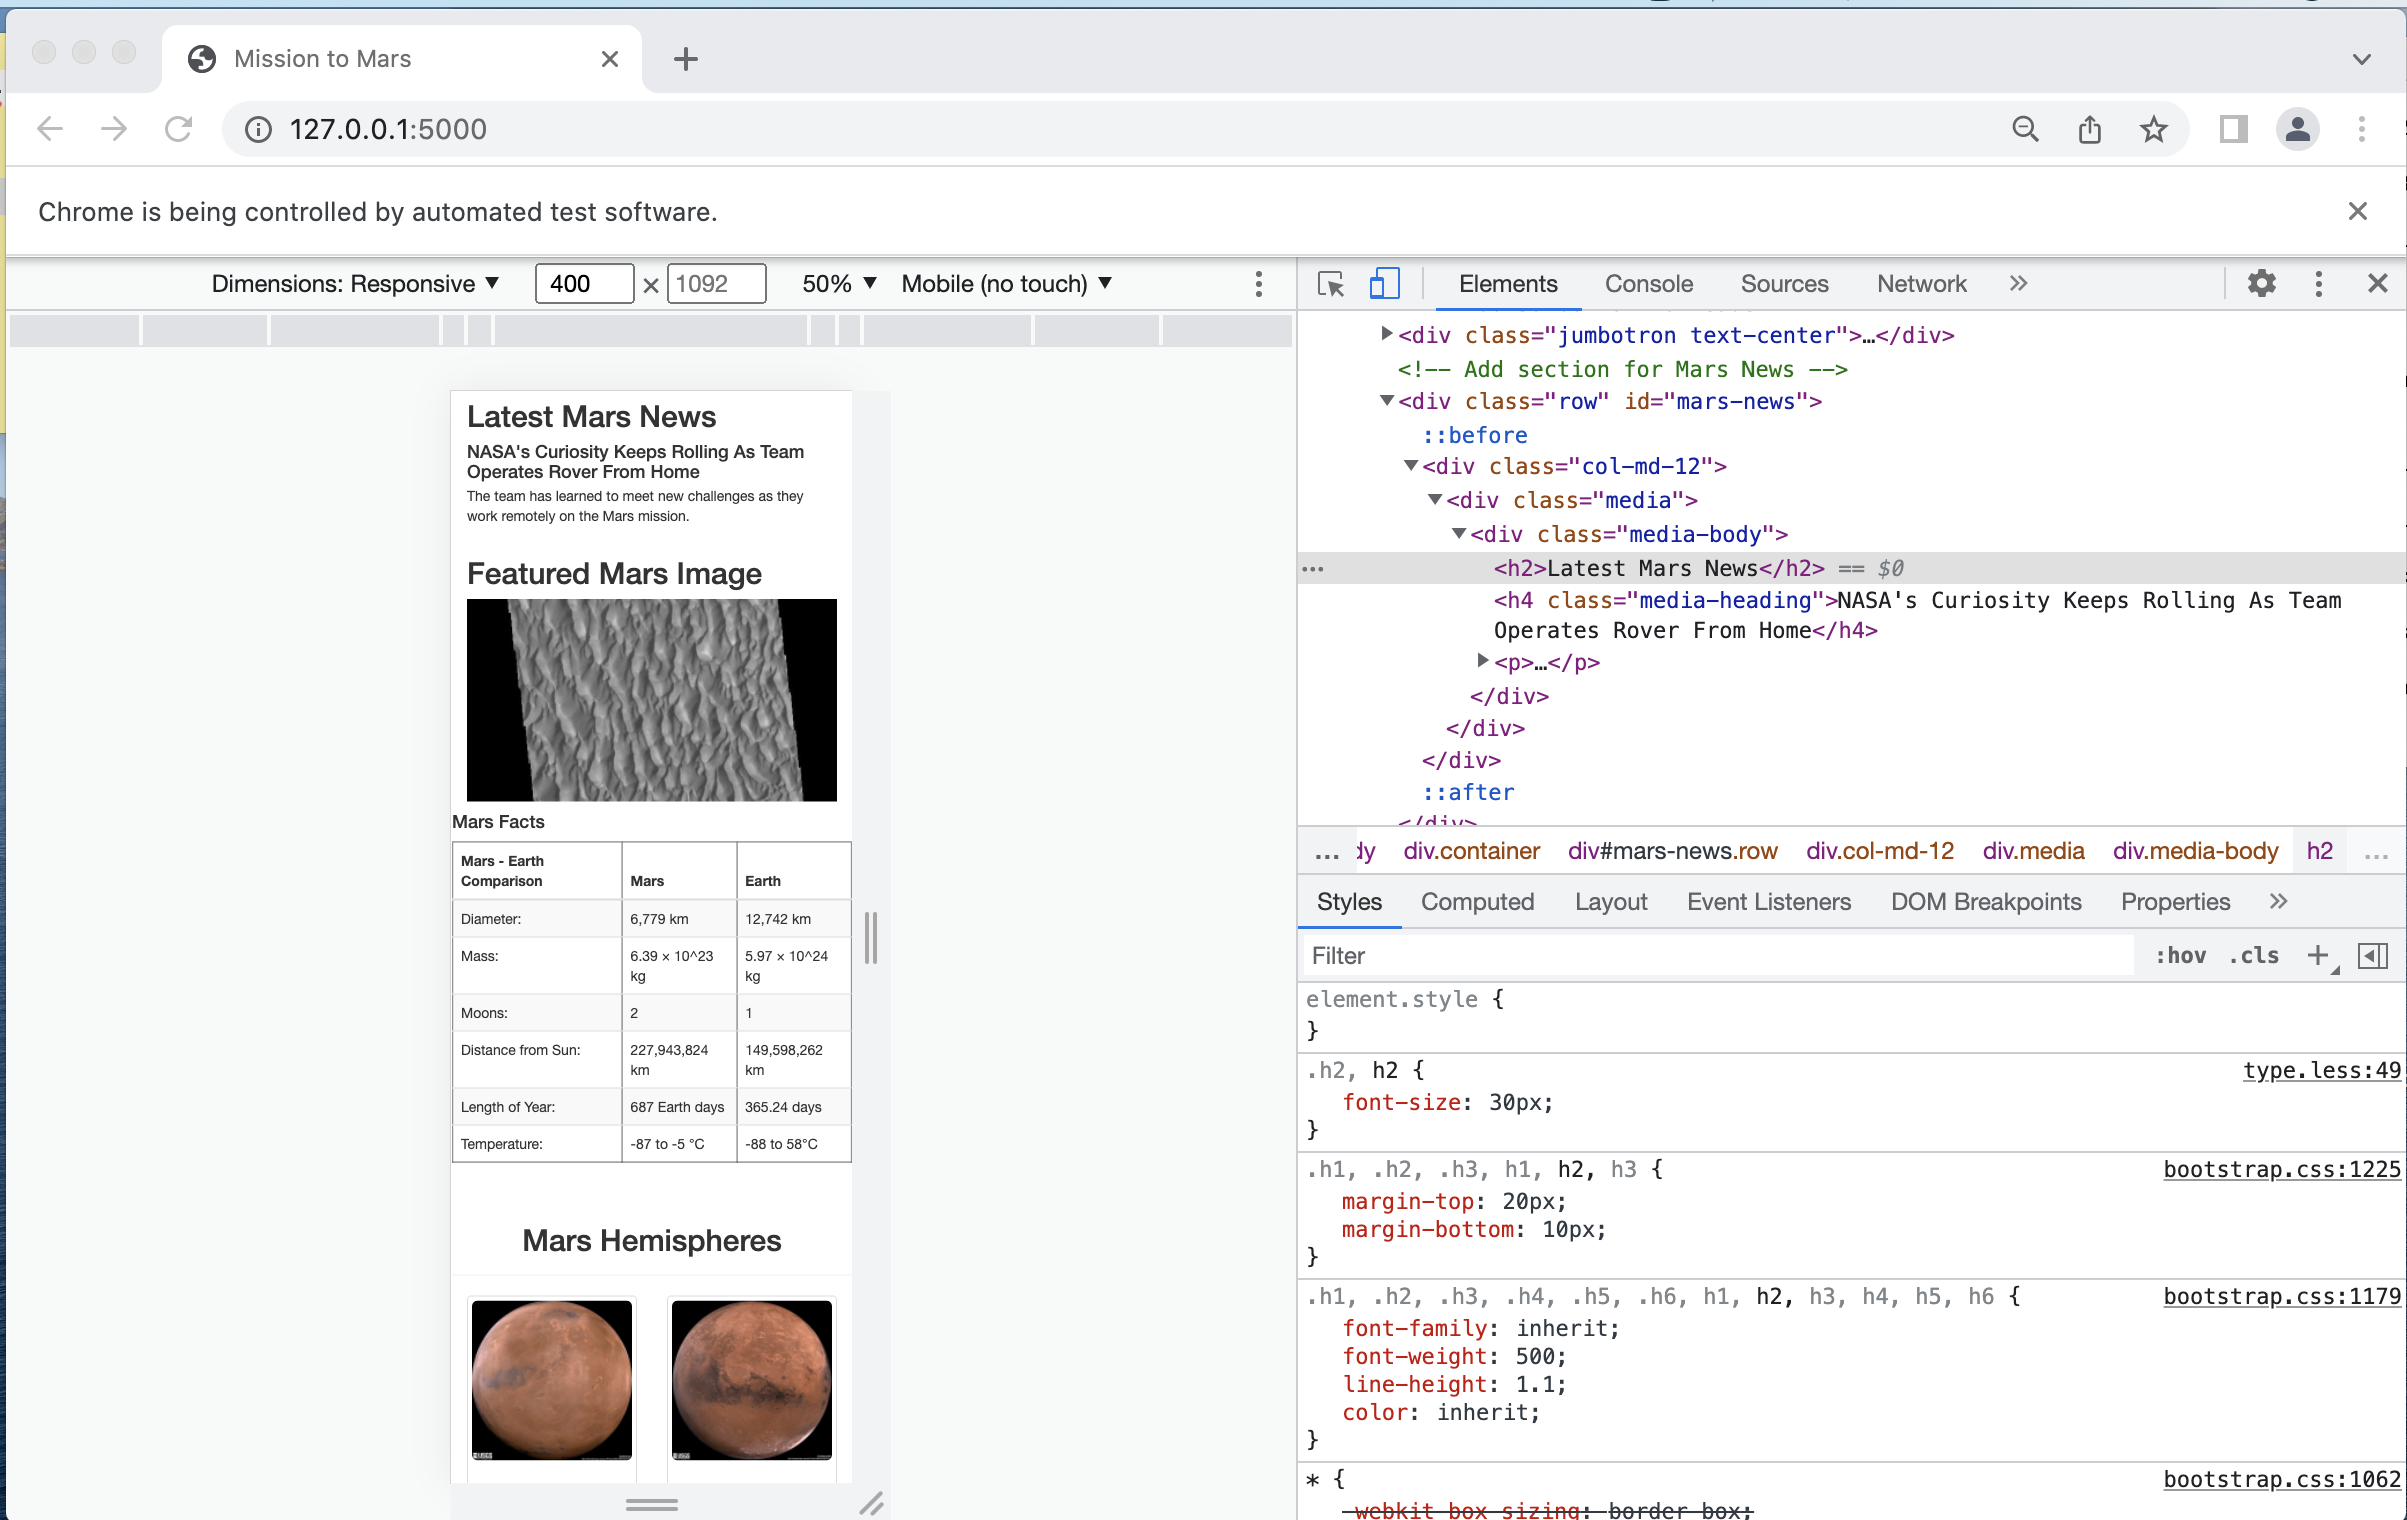 Mission to Mars
127.0.0.1:5000
Chrome is being controlled by automated test software.
Dimensions: Responsive ▼ 400 × 1092 50% ▼ Mobile (no touch) ▼
Latest Mars News
NASA's Curiosity Keeps Rolling As Team
Operates Rover From Home
The team has learned to meet new challenges as they
work remotely on the Mars mission.
Featured Mars Image
Mars Facts
Mars - Earth
Comparison Mars Earth
Diameter: 6,779 km 12,742 km
Mass: 6.39 × 10^23 kg 5.97 × 10^24 kg
Moons: 2 1
Distance from Sun: 227,943,824 km 149,598,262 km
Length of Year: 687 Earth days 365.24 days
Temperature: -87 to -5 °C -88 to 58°C
Mars Hemispheres
Elements Console Sources Network »
<div class="jumbotron text-center">…</div>
<!-- Add section for Mars News -->
<div class="row" id="mars-news">
::before
<div class="col-md-12">
<div class="media">
<div class="media-body">
<h2>Latest Mars News</h2> == $0
<h4 class="media-heading">NASA's Curiosity Keeps Rolling As Team
Operates Rover From Home</h4>
<p>…</p>
</div>
</div>
</div>
::after
</div>
... dy div.container div#mars-news.row div.col-md-12 div.media div.media-body h2 ...
Styles Computed Layout Event Listeners DOM Breakpoints Properties »
Filter :hov .cls +
element.style {
}
.h2, h2 { type.less:49
font-size: 30px;
}
.h1, .h2, .h3, h1, h2, h3 { bootstrap.css:1225
margin-top: 20px;
margin-bottom: 10px;
}
.h1, .h2, .h3, .h4, .h5, .h6, h1, h2, h3, h4, h5, h6 { bootstrap.css:1179
font-family: inherit;
font-weight: 500;
line-height: 1.1;
color: inherit;
}
* { bootstrap.css:1062
-webkit-box-sizing: border-box;